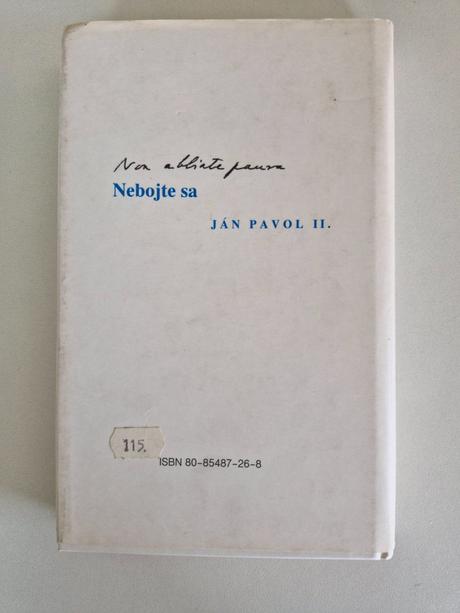 Non abbiate paura
Nebojte sa
JÁN PAVOL II.
115.
ISBN 80-85487-26-8